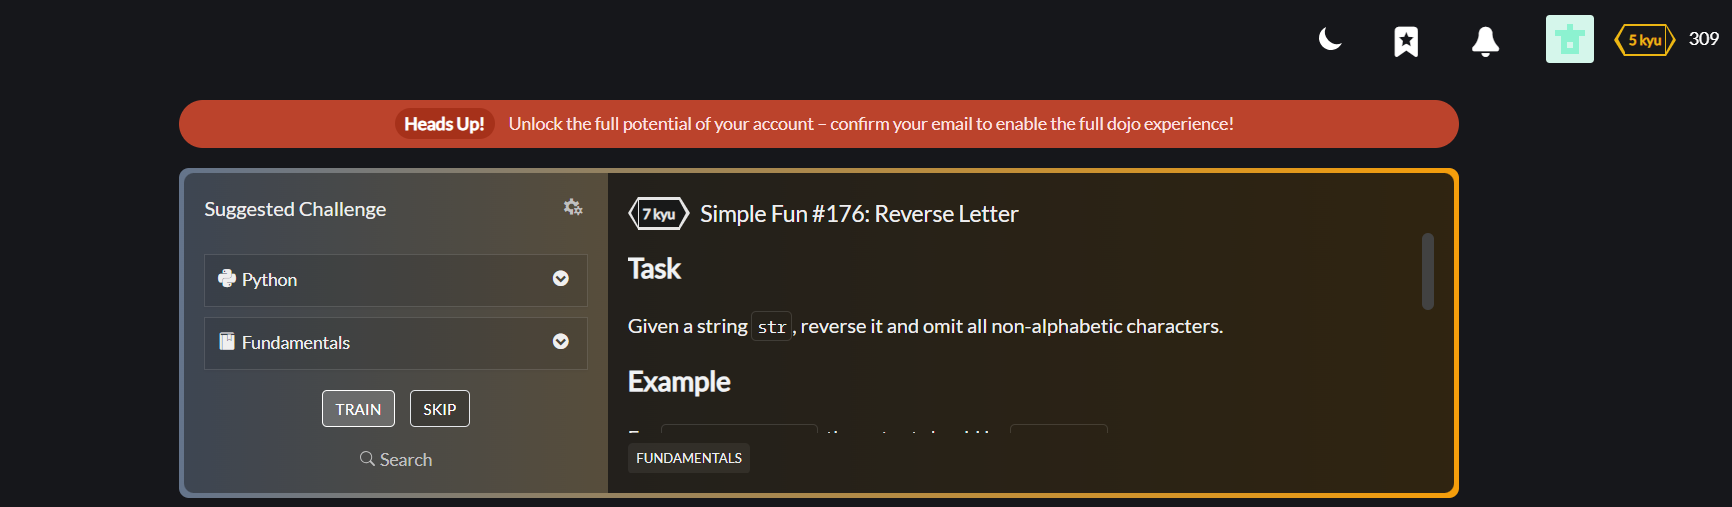 5 kyu 309
Heads Up! Unlock the full potential of your account – confirm your email to enable the full dojo experience!
Suggested Challenge
Python
Fundamentals
TRAIN SKIP
Search
7 kyu Simple Fun #176: Reverse Letter
Task
Given a string str, reverse it and omit all non-alphabetic characters.
Example
FUNDAMENTALS